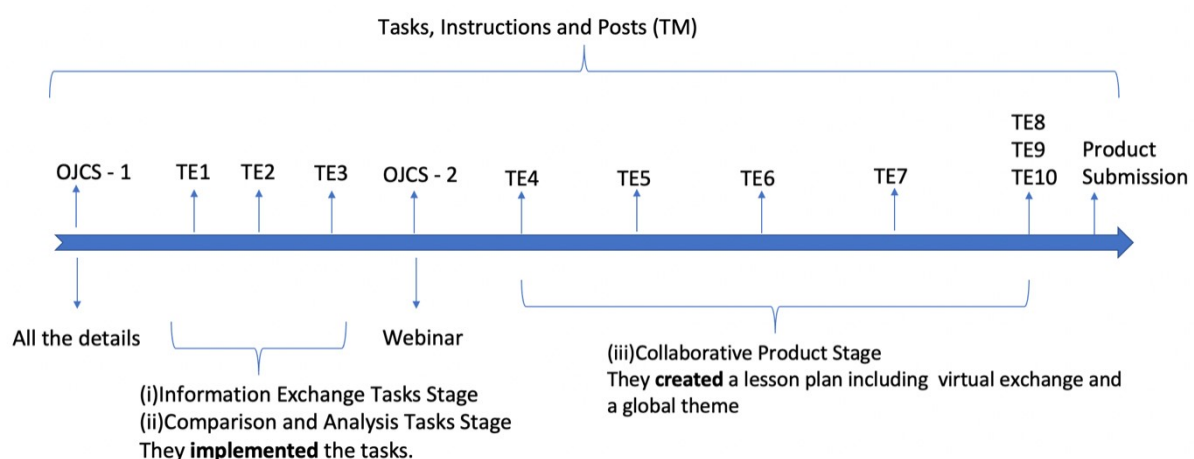 Tasks, Instructions and Posts (TM)
TE8
TE9
TE10
Product
Submission
OJCS - 1
TE1
TE2
TE3
OJCS - 2
TE4
TE5
TE6
TE7
All the details
Webinar
(i)Information Exchange Tasks Stage
(ii)Comparison and Analysis Tasks Stage
They implemented the tasks.
(iii)Collaborative Product Stage
They created a lesson plan including virtual exchange and
a global theme